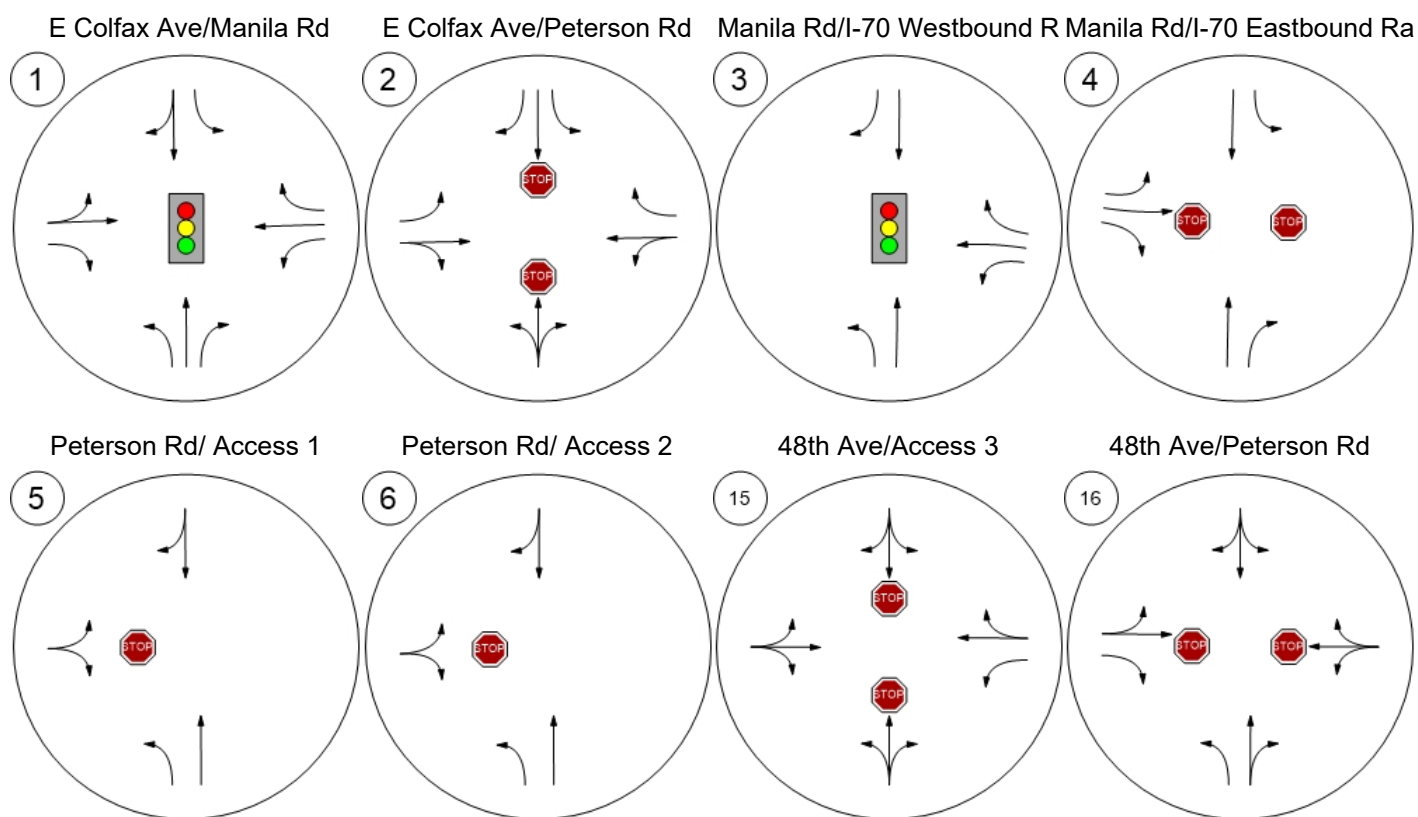 E Colfax Ave/Manila Rd
E Colfax Ave/Peterson Rd
Manila Rd/I-70 Westbound R
Manila Rd/I-70 Eastbound Ra
1
2
3
4
STOP
STOP
STOP
STOP
Peterson Rd/ Access 1
Peterson Rd/ Access 2
48th Ave/Access 3
48th Ave/Peterson Rd
5
6
15
16
STOP
STOP
STOP
STOP
STOP
STOP